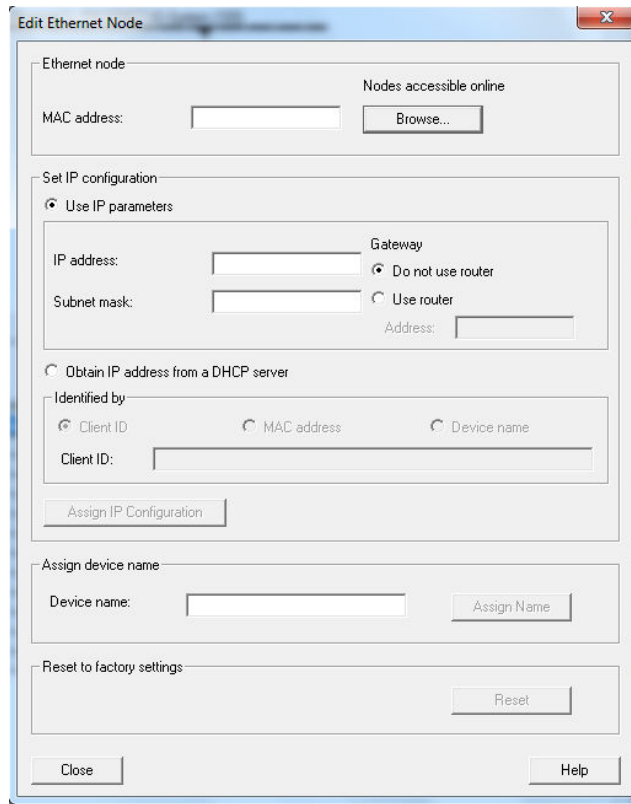 Edit Ethernet Node
Ethernet node
Nodes accessible online
MAC address:
Browse...
Set IP configuration
Use IP parameters
Gateway
IP address:
Do not use router
Subnet mask:
Use router
Address:
Obtain IP address from a DHCP server
Identified by
Client ID MAC address Device name
Client ID:
Assign IP Configuration
Assign device name
Device name:
Assign Name
Reset to factory settings
Reset
Close Help